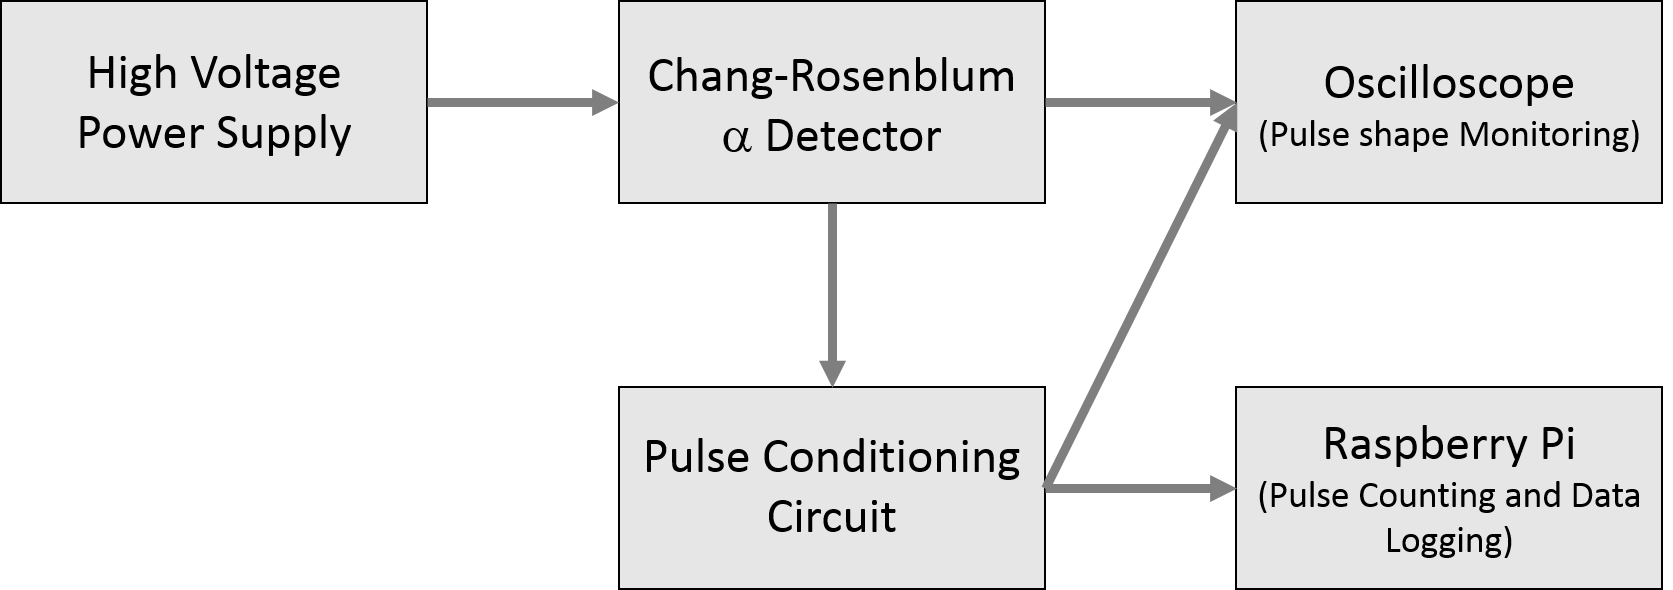 High Voltage
Power Supply
Chang-Rosenblum
α Detector
Oscilloscope
(Pulse shape Monitoring)
Pulse Conditioning
Circuit
Raspberry Pi
(Pulse Counting and Data
Logging)